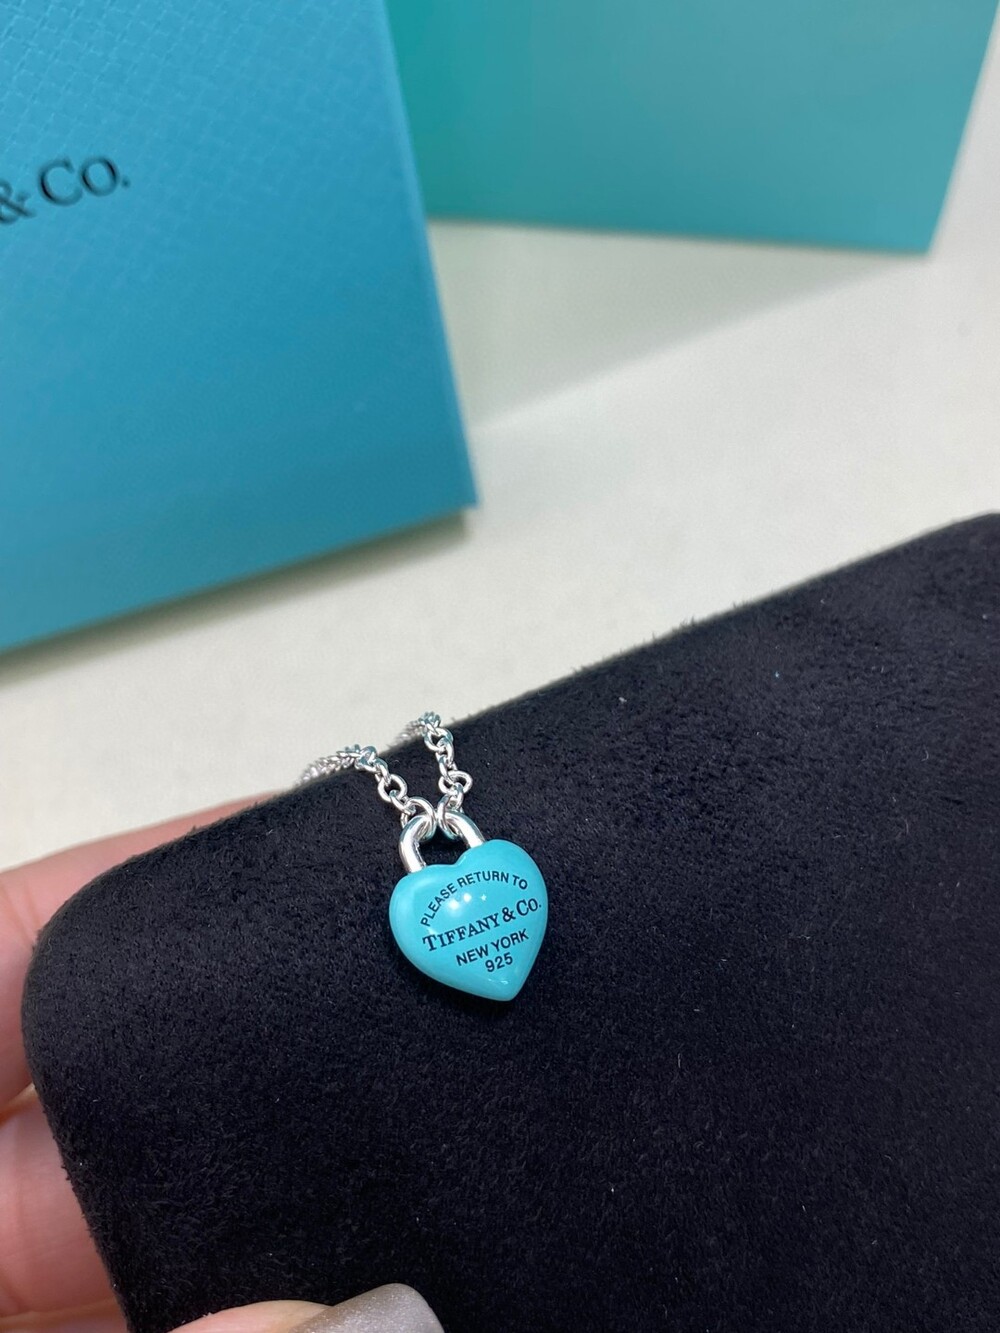 & Co.
PLEASE RETURN TO
TIFFANY & Co.
NEW YORK
925